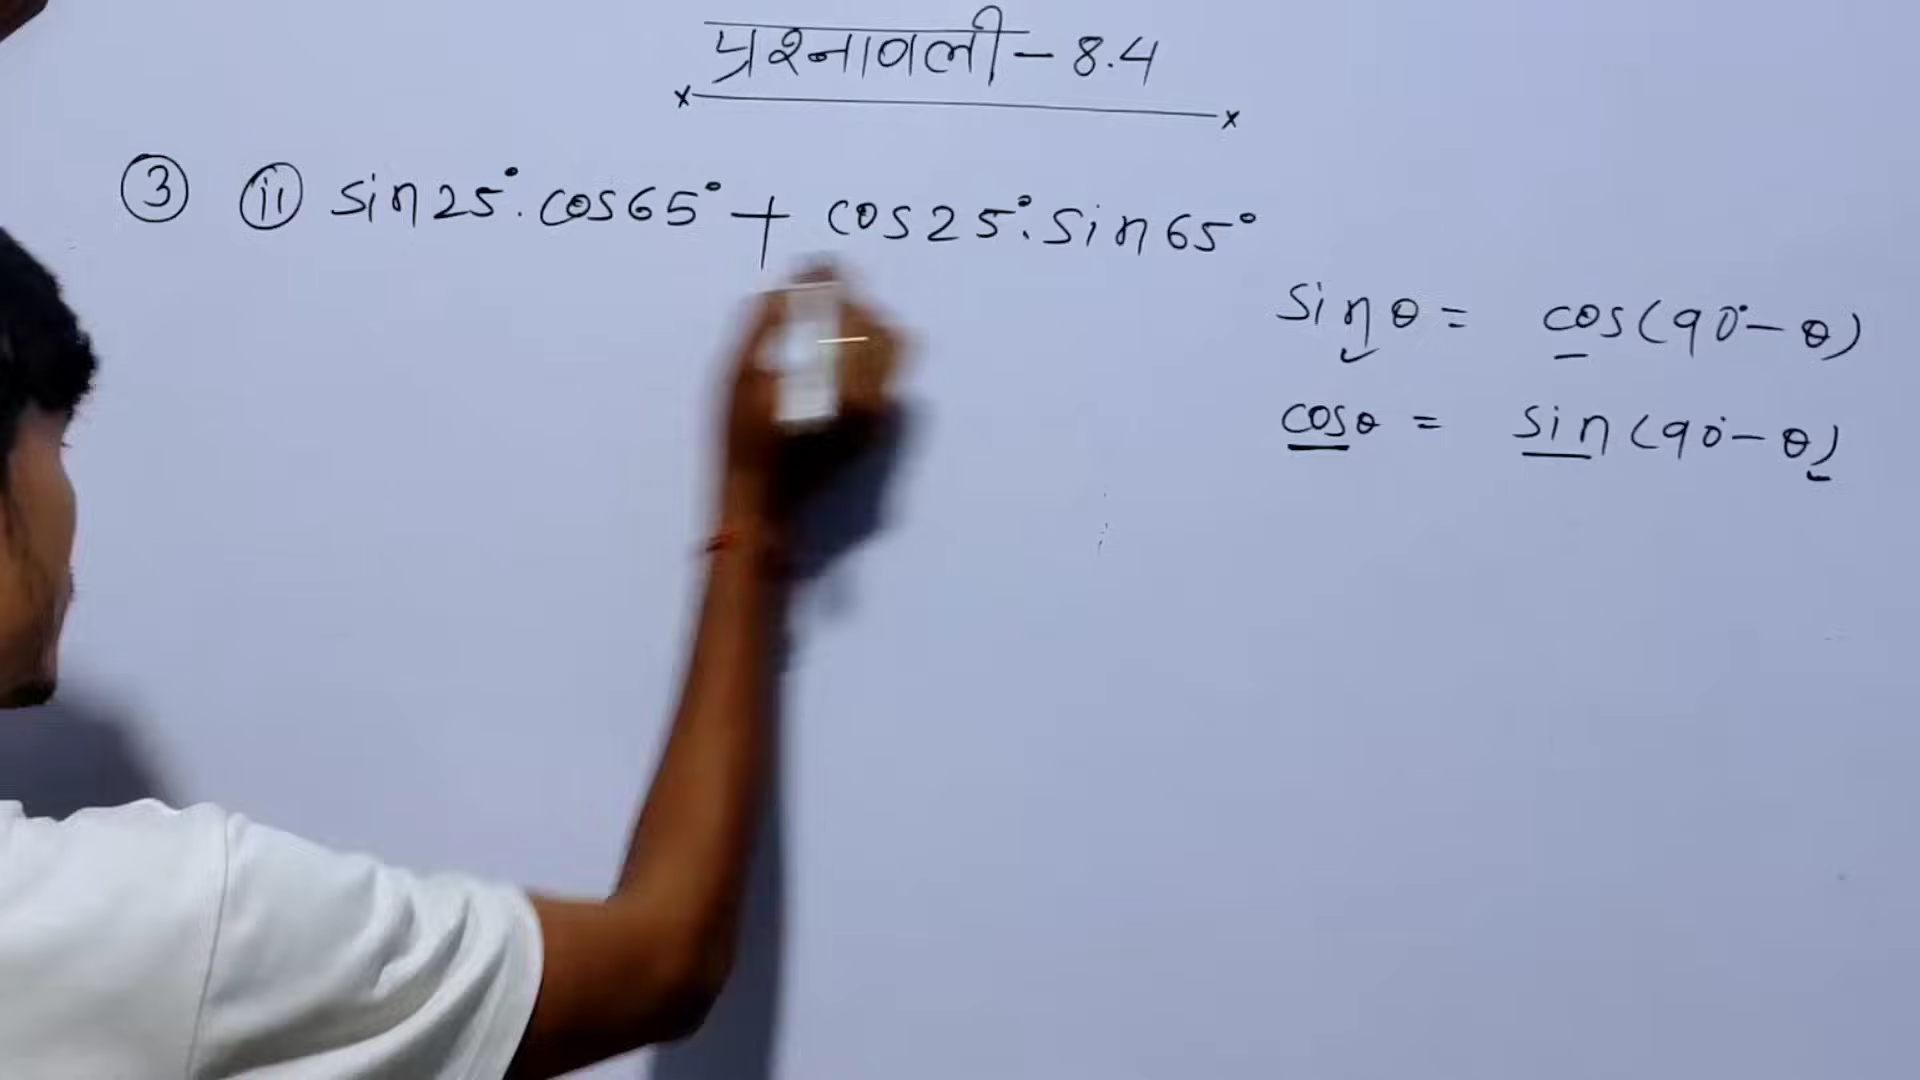 प्रश्नावली - 8.4
③ ⅱ sin25°. cos65° + cos25°. sin65°
sinθ = cos(90°- θ)
cosθ = sin(90°- θ)